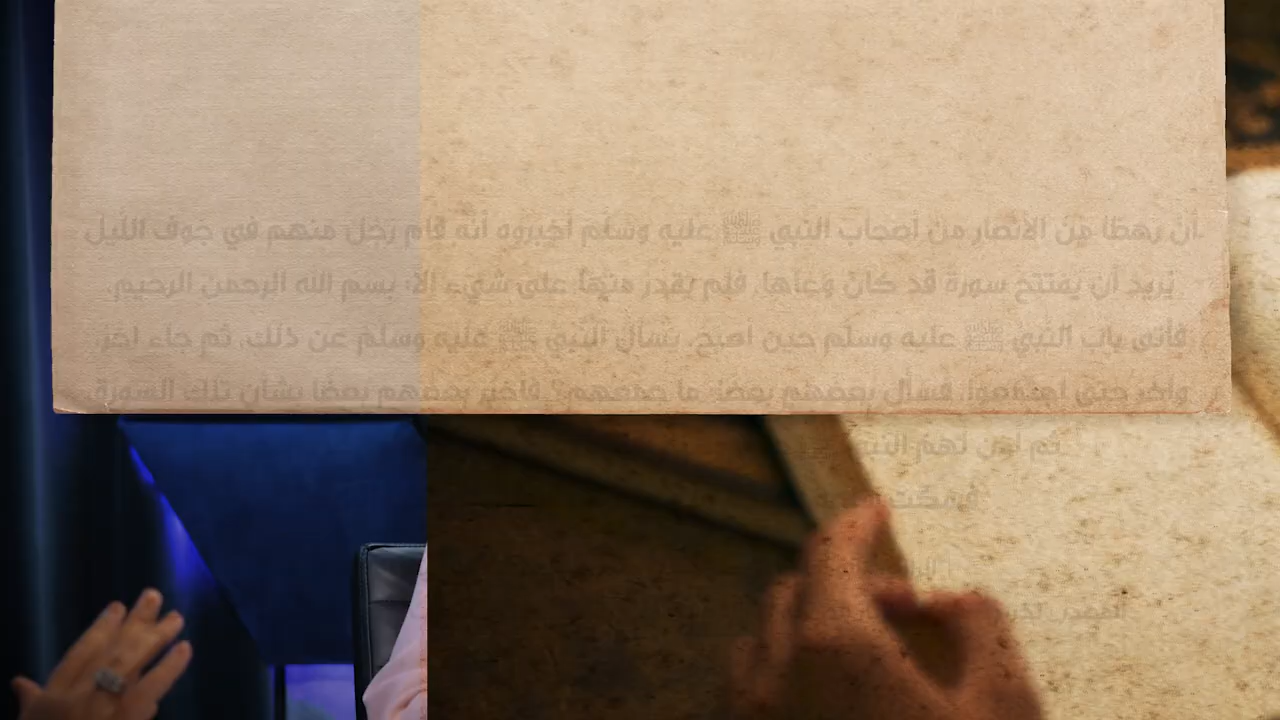 أن رهطا من الأنصار من أصحاب النبي ﷺ عليه وسلم أخبروه أنه قام رجل منهم في جوف الليل
يريد أن يفتتح سورة قد كان وعاها، فلم يقدر منها على شيء إلا بسم الله الرحمن الرحيم،
فأتى باب النبي ﷺ عليه وسلم حين أصبح، يسأل النبي ﷺ عليه وسلم عن ذلك، ثم جاء آخر،
وآخر حتى اجتمعوا، فسأل بعضهم بعضا: ما جمعهم؟ فأخبر بعضهم بعضا بشأن تلك السورة،
ثم أذن لهم النبي